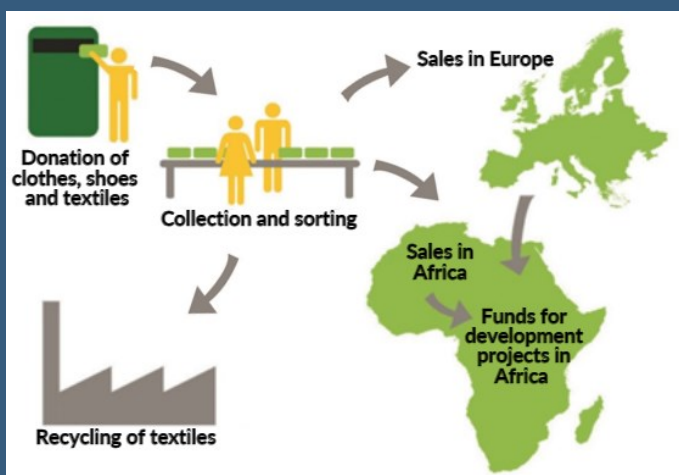 Donation of
clothes, shoes
and textiles
Collection and sorting
Sales in Europe
Sales in
Africa
Funds for
development
projects in
Africa
Recycling of textiles